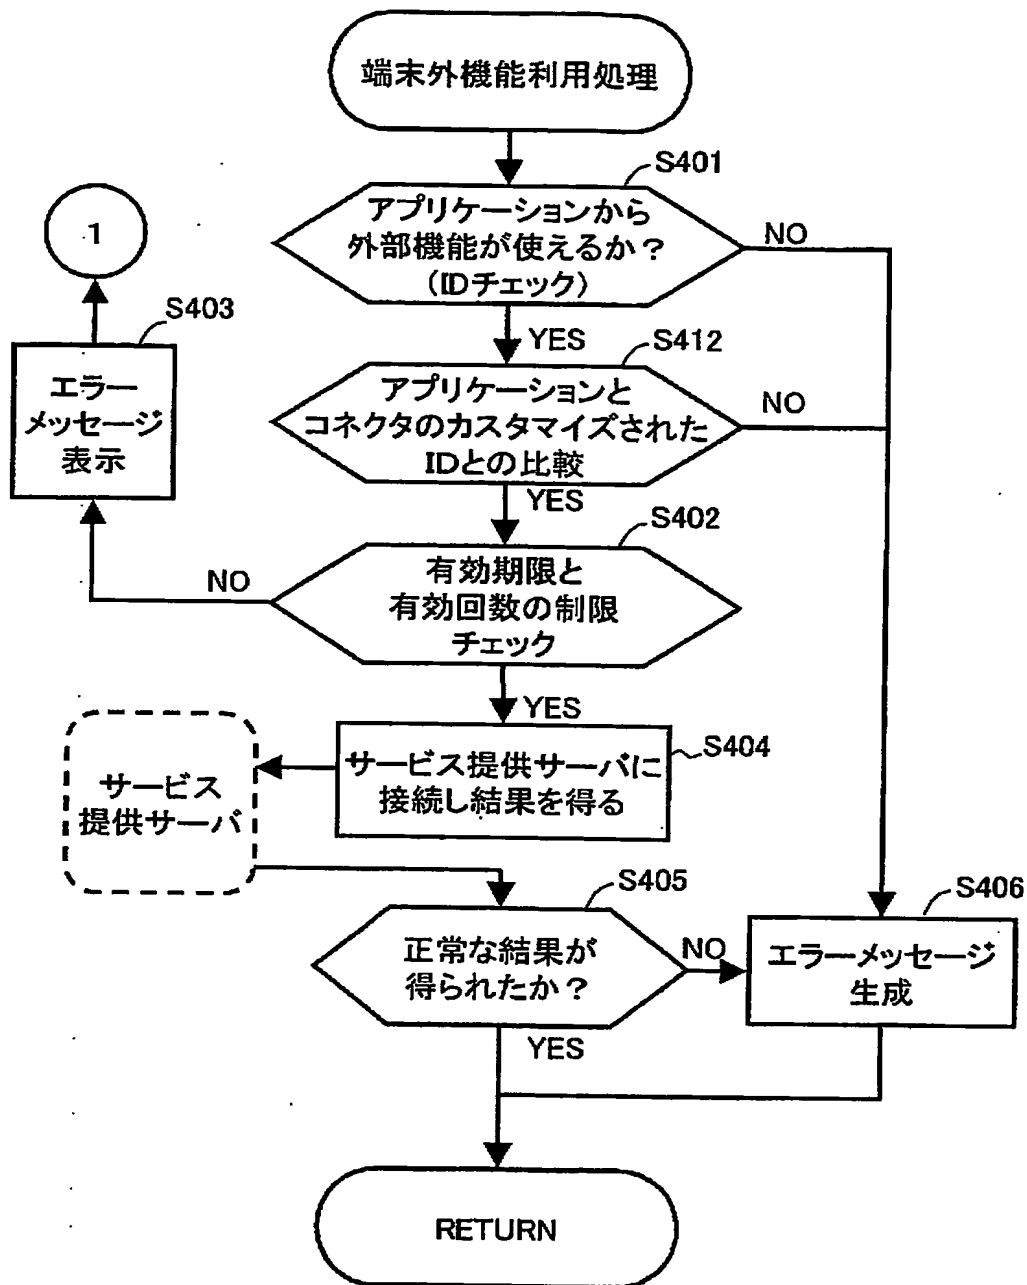 端末外機能利用処理
S401
アプリケーションから
外部機能が使えるか?
(IDチェック)
NO
YES
1
S403
エラー
メッセージ
表示
S412
アプリケーションと
コネクタのカスタマイズされた
IDとの比較
NO
YES
S402
有効期限と
有効回数の制限
チェック
NO
YES
S404
サービス提供サーバに
接続し結果を得る
サービス
提供サーバ
S405
正常な結果が
得られたか?
NO
YES
S406
エラーメッセージ
生成
RETURN